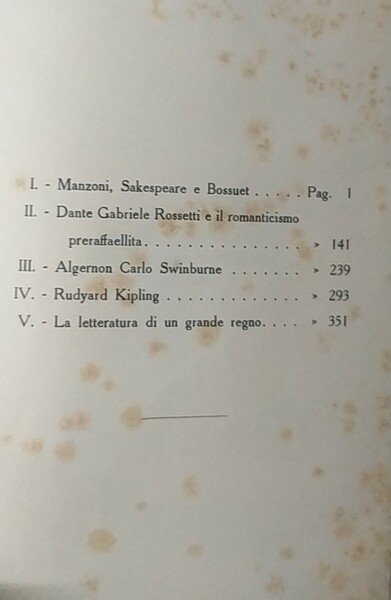 I. - Manzoni, Sakespeare e Bossuet . . . . . Pag. 1
II. - Dante Gabriele Rossetti e il romanticismo
preraffaellita. . . . . . . . . . . . . . . . » 141
III. - Algernon Carlo Swinburne . . . . . . . » 239
IV. - Rudyard Kipling . . . . . . . . . . . . . » 293
V. - La letteratura di un grande regno. . . . » 351